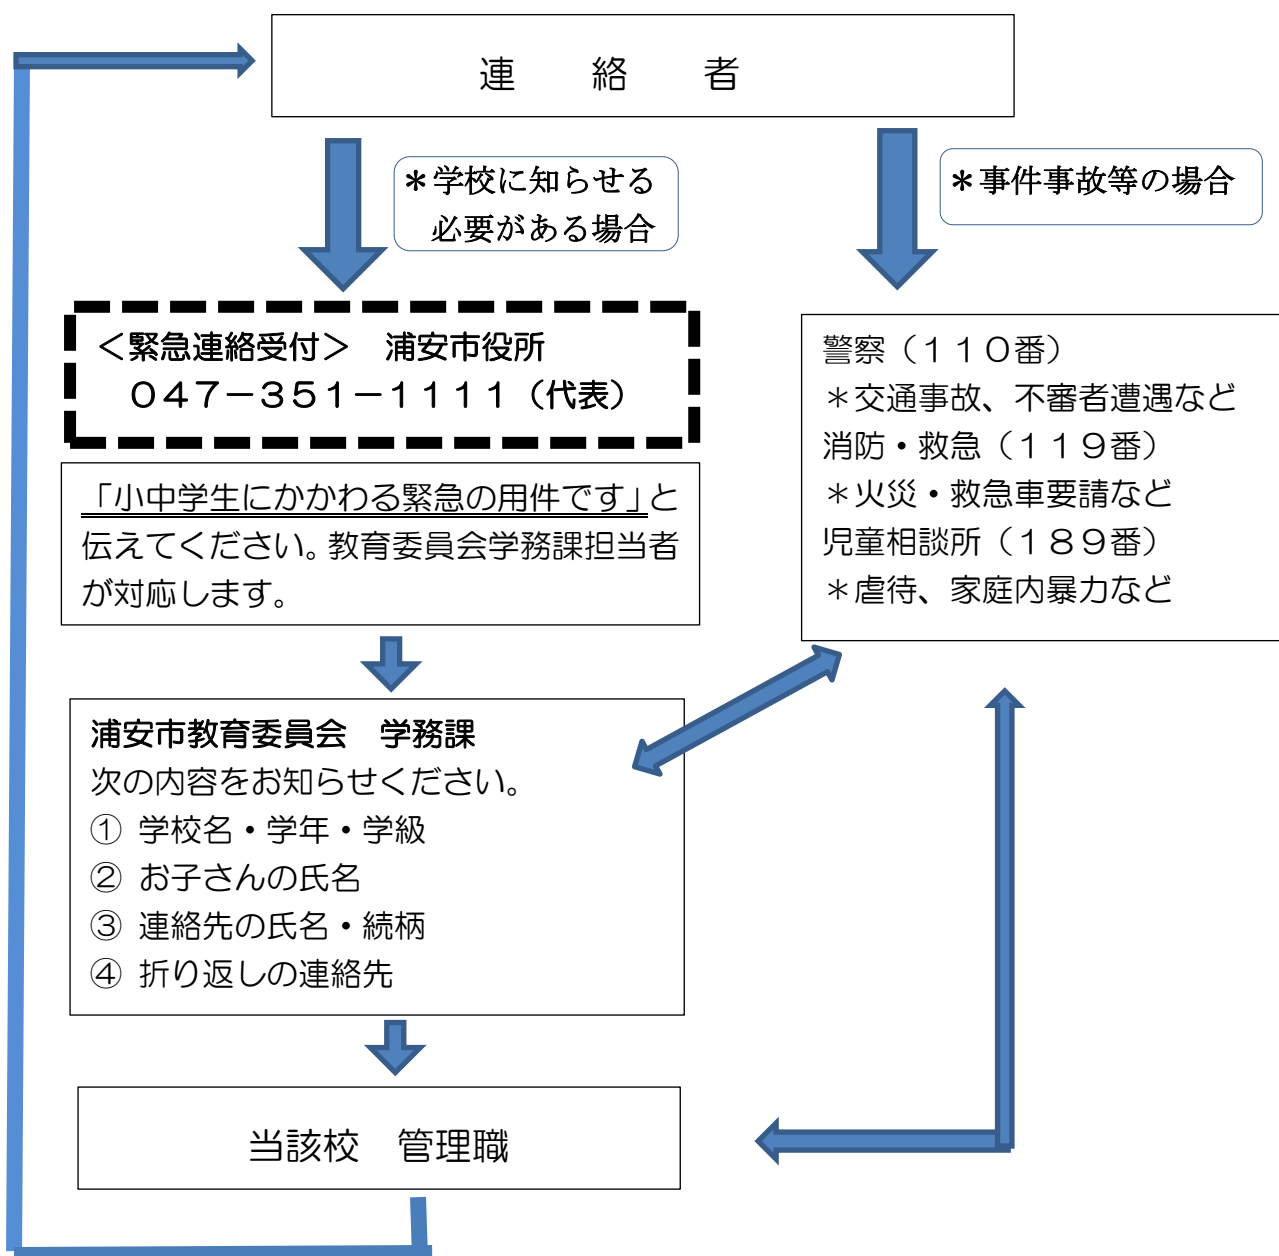 連　絡　者
＊学校に知らせる
必要がある場合
＊事件事故等の場合
＜緊急連絡受付＞　浦安市役所
０４７－３５１－１１１１（代表）
「小中学生にかかわる緊急の用件です」と
伝えてください。教育委員会学務課担当者
が対応します。
警察（１１０番）
＊交通事故、不審者遭遇など
消防・救急（１１９番）
＊火災・救急車要請など
児童相談所（１８９番）
＊虐待、家庭内暴力など
浦安市教育委員会　学務課
次の内容をお知らせください。
① 学校名・学年・学級
② お子さんの氏名
③ 連絡先の氏名・続柄
④ 折り返しの連絡先
当該校　管理職